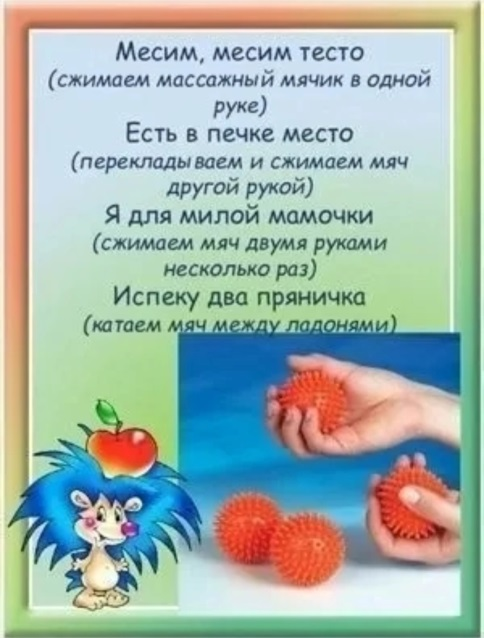 Месим, месим тесто
(сжимаем массажный мячик в одной
руке)
Есть в печке место
(перекладываем и сжимаем мяч
другой рукой)
Я для милой мамочки
(сжимаем мяч двумя руками
несколько раз)
Испеку два пряничка
(катаем мяч между ладонями)